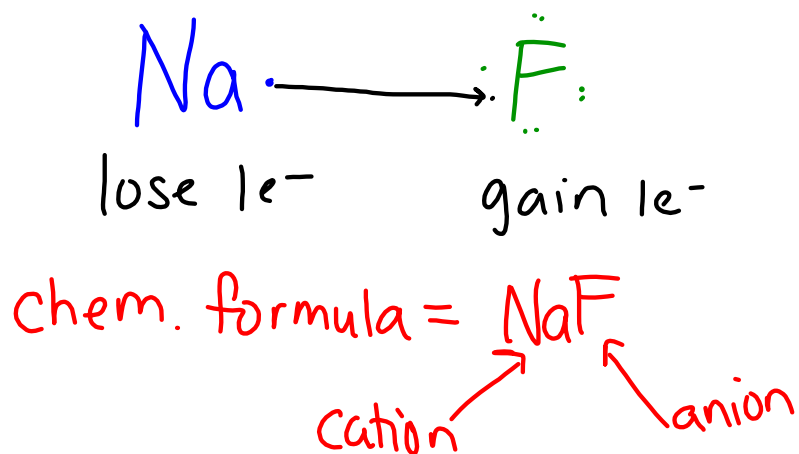 Na F
lose 1e⁻ gain 1e⁻
chem. formula = NaF
cation anion